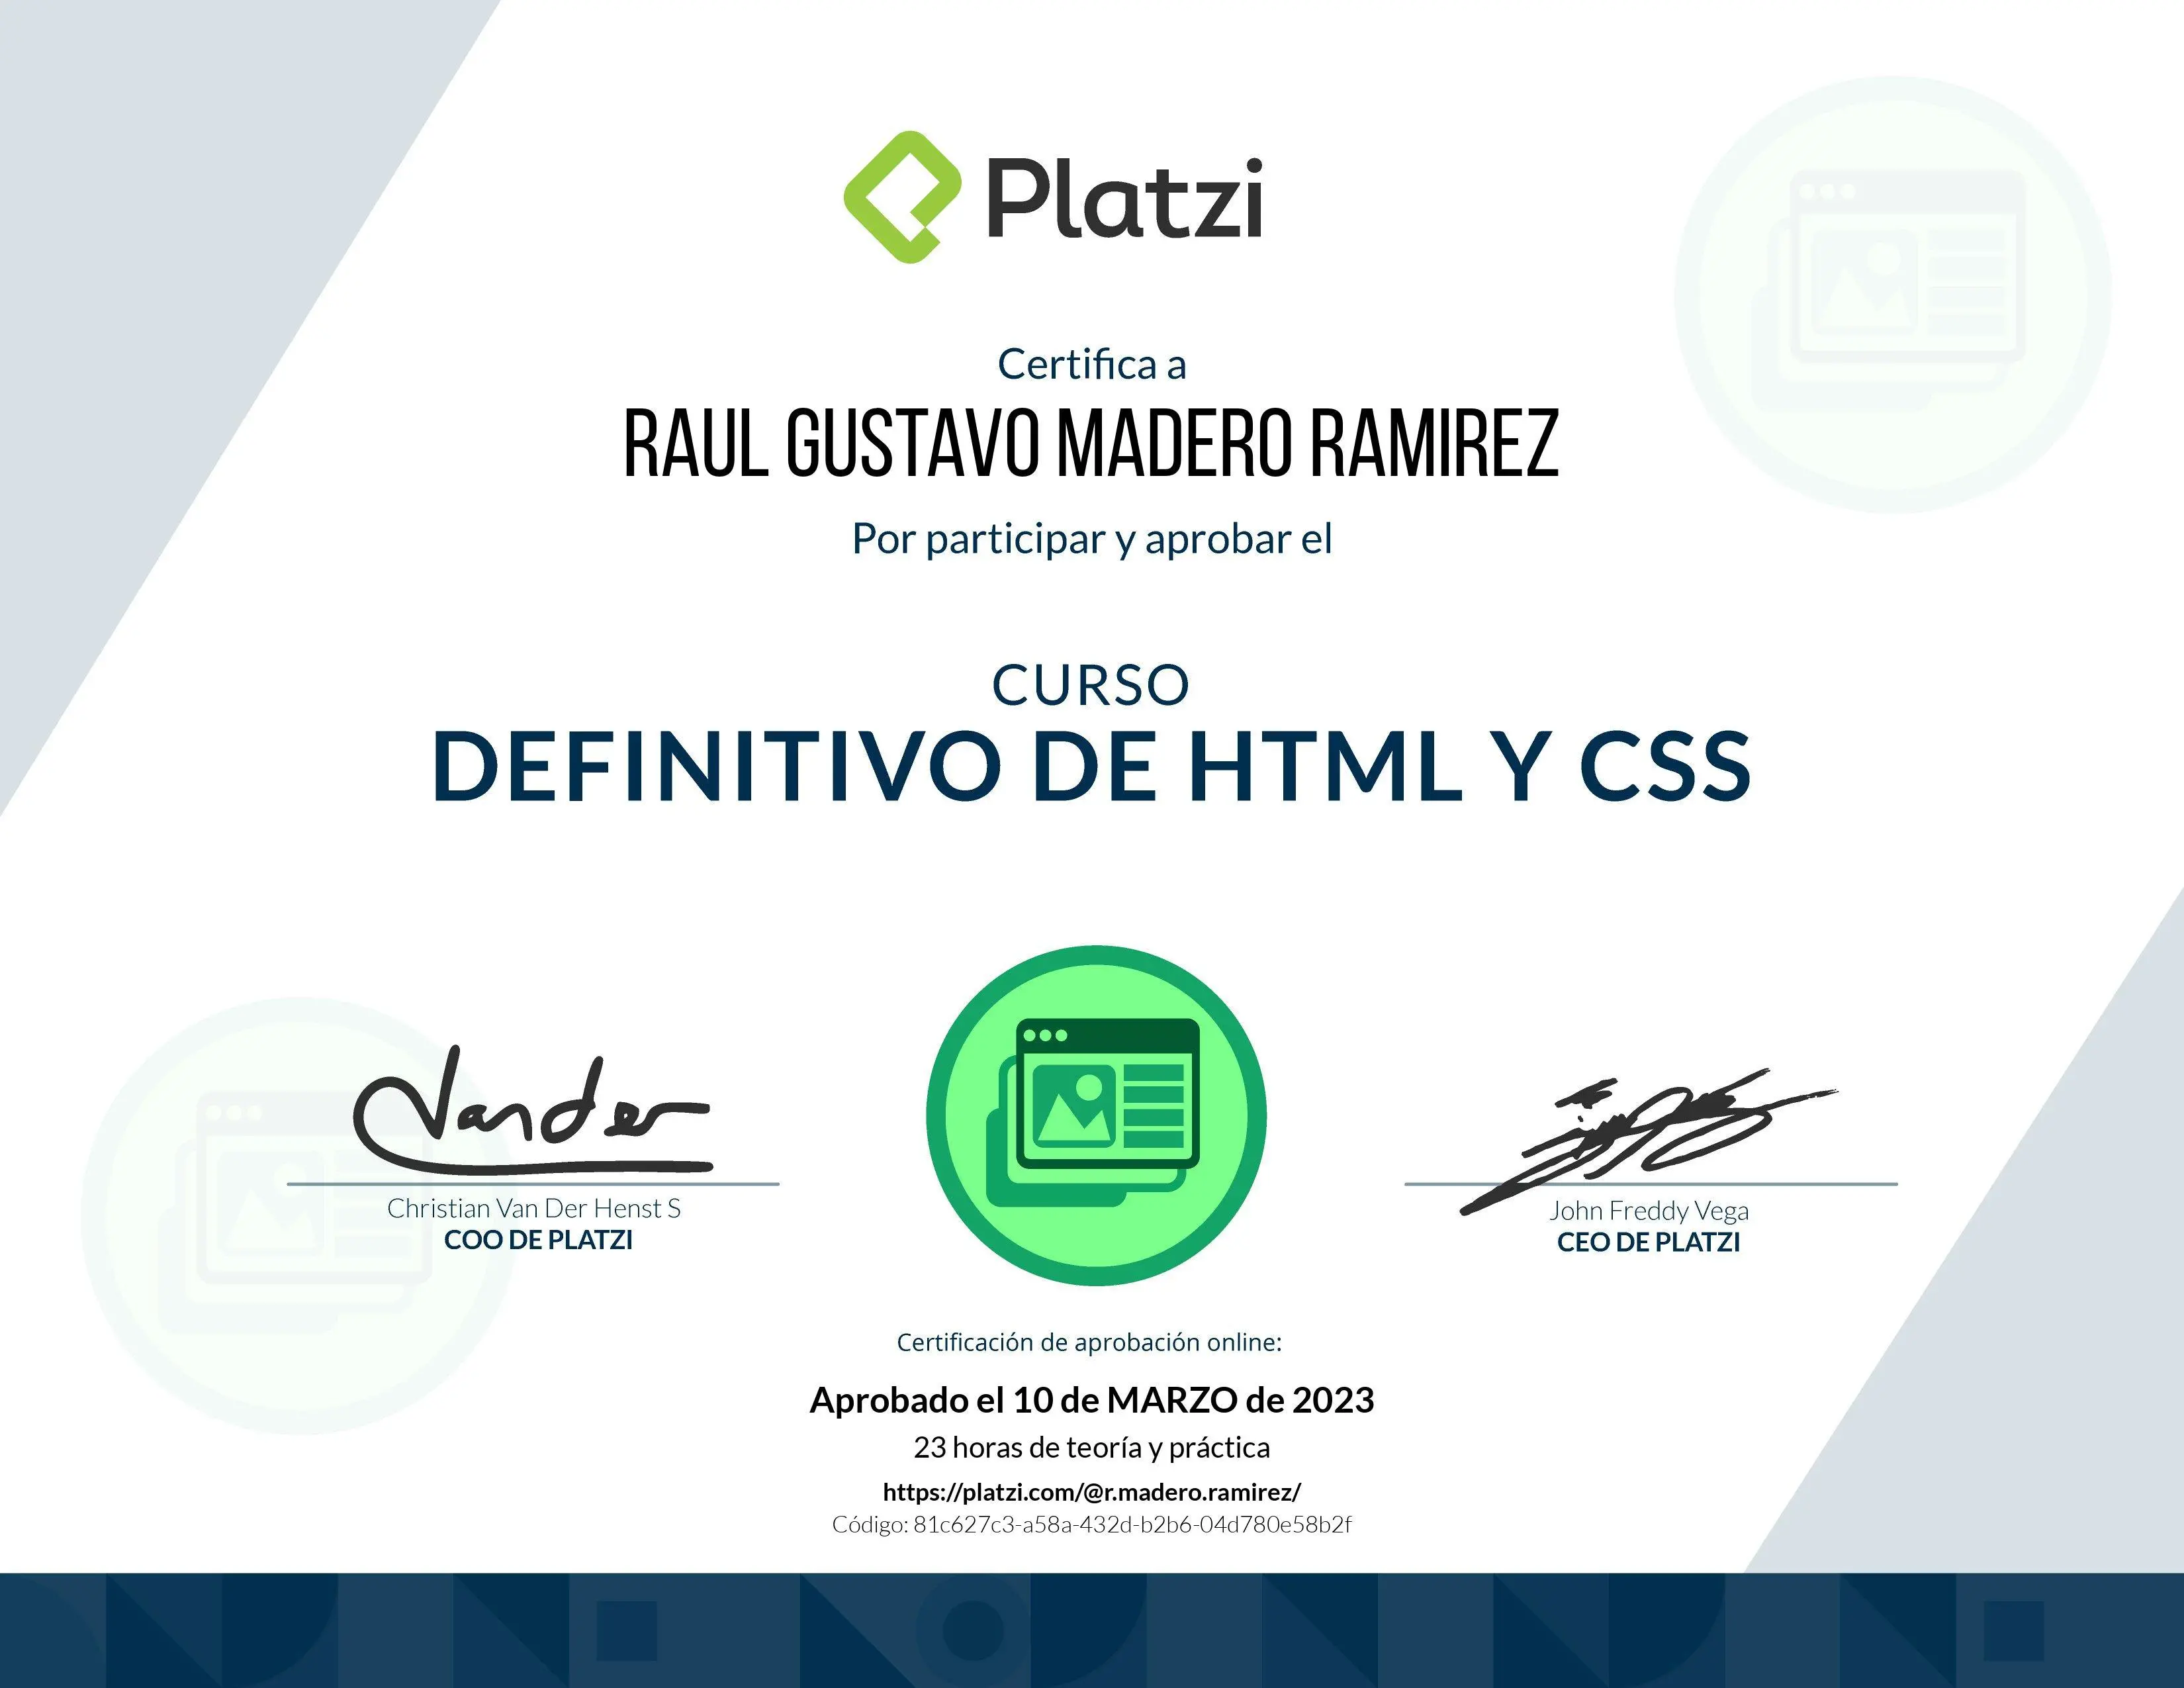 Platzi
Certifica a
RAUL GUSTAVO MADERO RAMIREZ
Por participar y aprobar el
CURSO
DEFINITIVO DE HTML Y CSS
Vander
Christian Van Der Henst S
COO DE PLATZI
John Freddy Vega
CEO DE PLATZI
Certificación de aprobación online:
Aprobado el 10 de MARZO de 2023
23 horas de teoría y práctica
https://platzi.com/@r.madero.ramirez/
Código: 81c627c3-a58a-432d-b2b6-04d780e58b2f